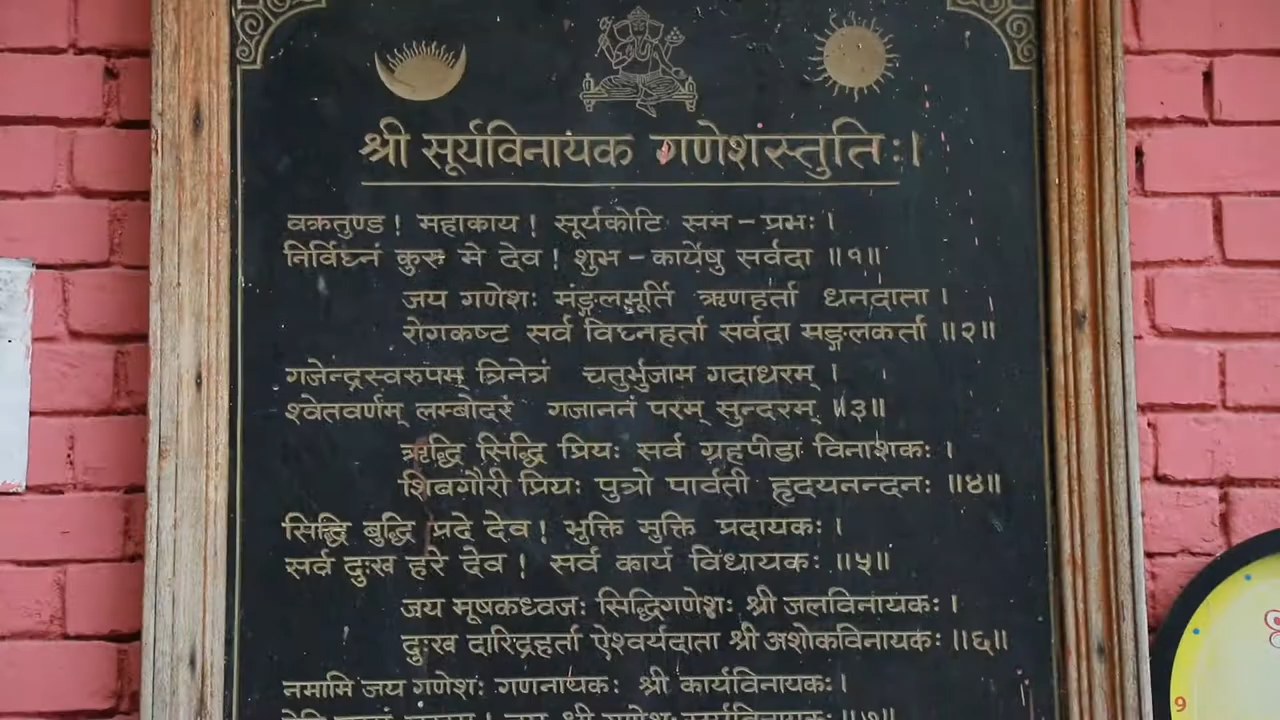 श्री सूर्यविनायक गणेशस्तुतिः।
वक्रतुण्ड ! महाकाय ! सूर्यकोटि सम - प्रभः ।
निर्विघ्नं कुरु मे देव ! शुभ - कार्येषु सर्वदा ॥१॥
जय गणेशः मंङ्गलमूर्ति ऋणहर्ता धनदाता ।
रोगकष्ट सर्व विघ्नहर्ता सर्वदा मङ्गलकर्ता ॥२॥
गजेन्द्रस्वरुपम् त्रिनेत्रं चतुर्भुजाम गदाधरम् ।
श्वेतवर्णम् लम्बोदरं गजाननं परम् सुन्दरम् ॥३॥
ऋद्धि सिद्धि प्रियः सर्व ग्रहपीडा विनाशकः ।
शिबगौरी प्रियः पुत्रो पार्वती हृदयनन्दनः ॥४॥
सिद्धि बुद्धि प्रदे देव ! भुक्ति मुक्ति प्रदायकः ।
सर्व दुःख हरे देव ! सर्व कार्य विधायकः ॥५॥
जय मूषकध्वजः सिद्धिगणेशः श्री जलविनायकः ।
दुःख दारिद्रहर्ता ऐश्वर्यदाता श्री अशोकविनायकः ॥६॥
नमामि जय गणेशः गणनायकः श्री कार्यविनायकः ।
9